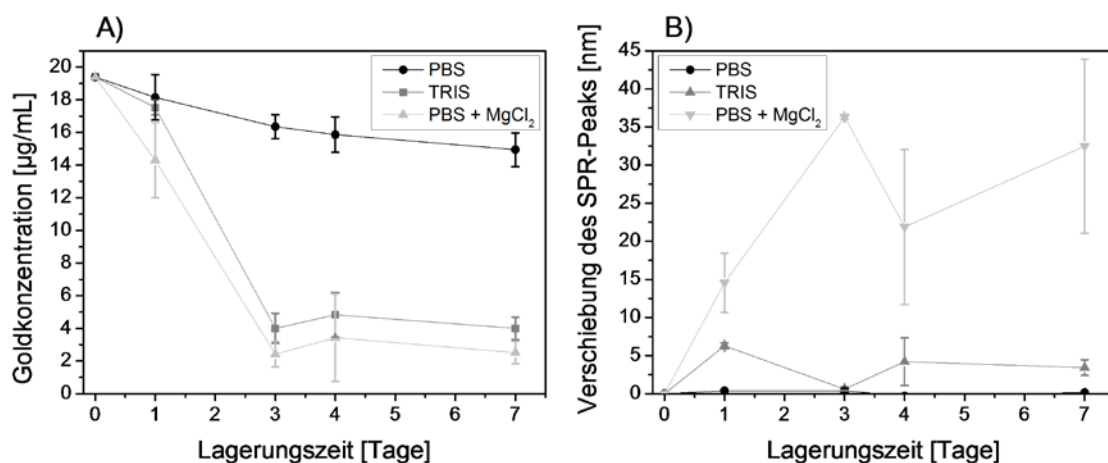 A)
Goldkonzentration [µg/mL]
20
18
16
14
12
10
8
6
4
2
0
PBS
TRIS
PBS + MgCl₂
0 1 2 3 4 5 6 7
Lagerungszeit [Tage]
B)
Verschiebung des SPR-Peaks [nm]
45
40
35
30
25
20
15
10
5
0
PBS
TRIS
PBS + MgCl₂
0 1 2 3 4 5 6 7
Lagerungszeit [Tage]